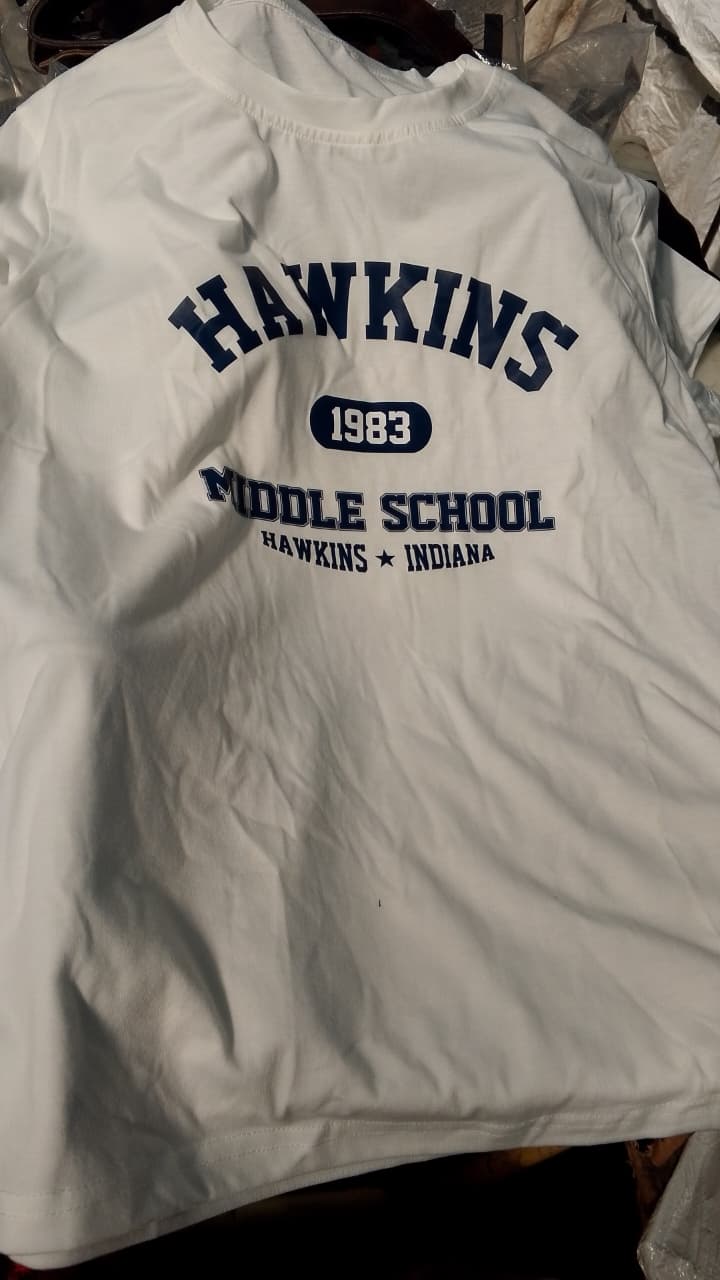 HAWKINS
1983
MIDDLE SCHOOL
HAWKINS ★ INDIANA